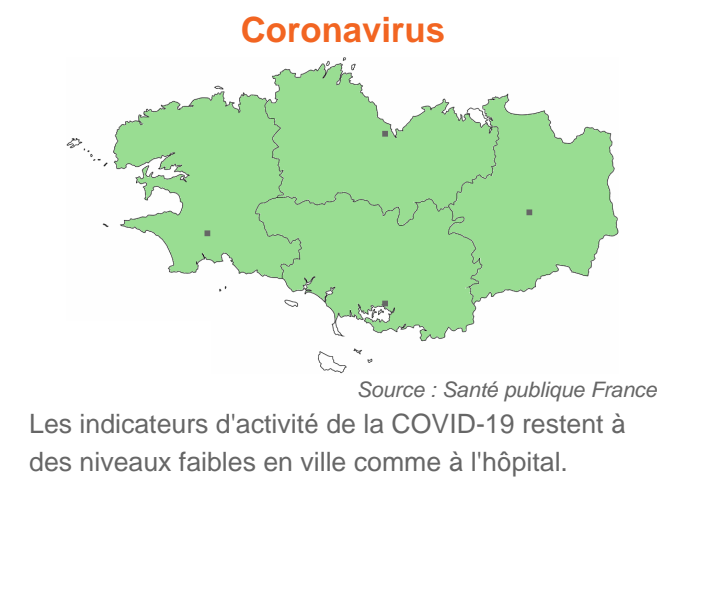 Coronavirus
Source : Santé publique France
Les indicateurs d'activité de la COVID-19 restent à
des niveaux faibles en ville comme à l'hôpital.